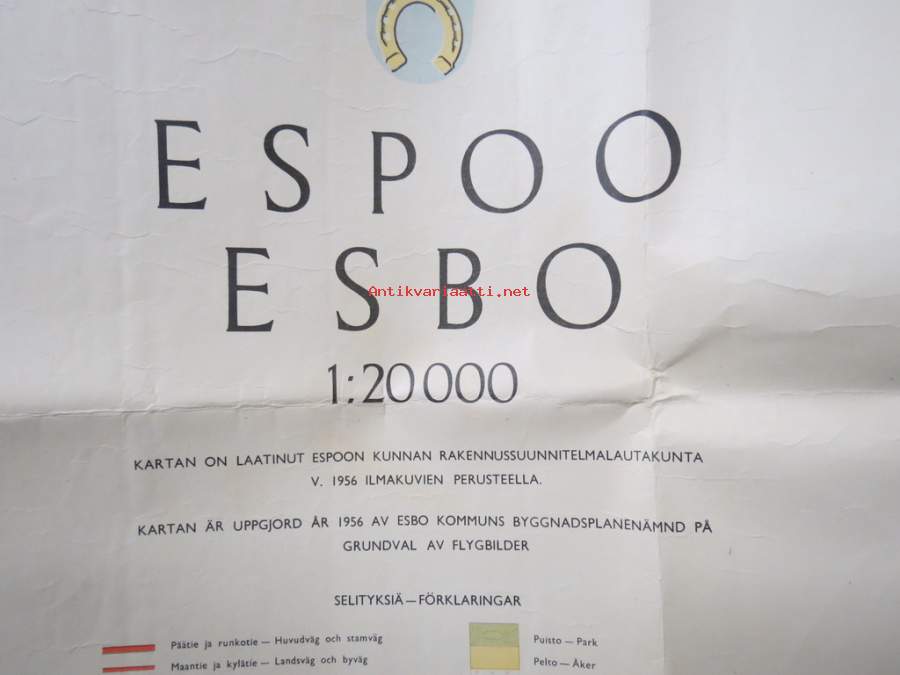 ESPOO
ESBO
Antikvariaatti.net
1:20000
KARTAN ON LAATINUT ESPOON KUNNAN RAKENNUSSUUNNITELMALAUTAKUNTA
V. 1956 ILMAKUVIEN PERUSTEELLA.
KARTAN ÄR UPPGJORD ÅR 1956 AV ESBO KOMMUNS BYGGNADSPLANENÄMND PÅ
GRUNDVAL AV FLYGBILDER
SELITYKSIÄ — FÖRKLARINGAR
Päätie ja runkotie — Huvudväg och stamväg
Maantie ja kylätie — Landsväg och byväg
Puisto — Park
Pelto — Åker